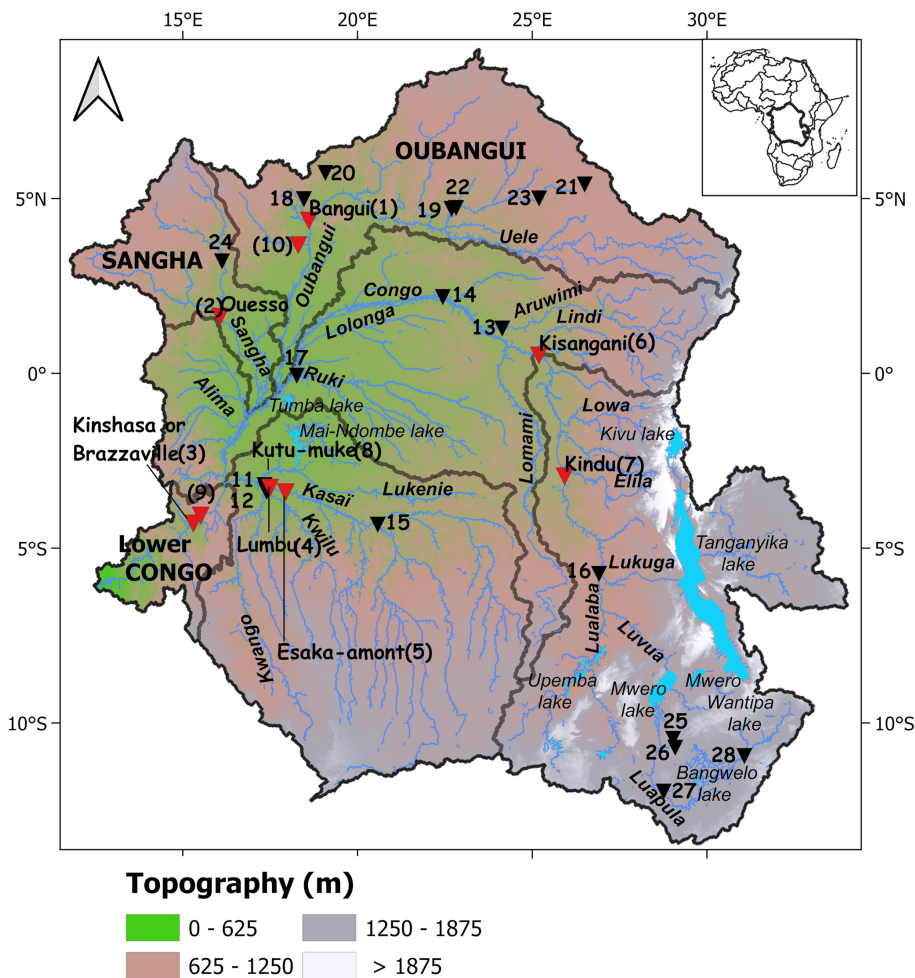 15°E 20°E 25°E 30°E
OUBANGUI
20
18
22
21
5°N
5°N
Bangui(1)
19
23
(10)
Uele
24
SANGHA
Oubangui
Congo
14
(2)Ouesso
Lolonga
Aruwimi
Sangha
13
Lindi
Kisangani(6)
17
0°
0°
Ruki
Alima
Tumba lake
Lowa
Kinshasa or
Brazzaville(3)
Mai-Ndombe lake
Kivu lake
Kutu-muke(8)
Lomami
Kindu(7)
11
Elila
(9)
12
Kasai
Lukenie
Kwilu
15
Lower
CONGO
Lumbu(4)
5°S
5°S
Tanganyika
lake
16
Lukuga
Lualaba
Kwango
Esaka-amont(5)
Luvua
Upemba
lake
Mwero
lake
Mwero
Wantipa
lake
10°S
10°S
25
26
28
Bangwelo
lake
27
Luapula
Topography (m)
0 - 625
1250 - 1875
625 - 1250
> 1875